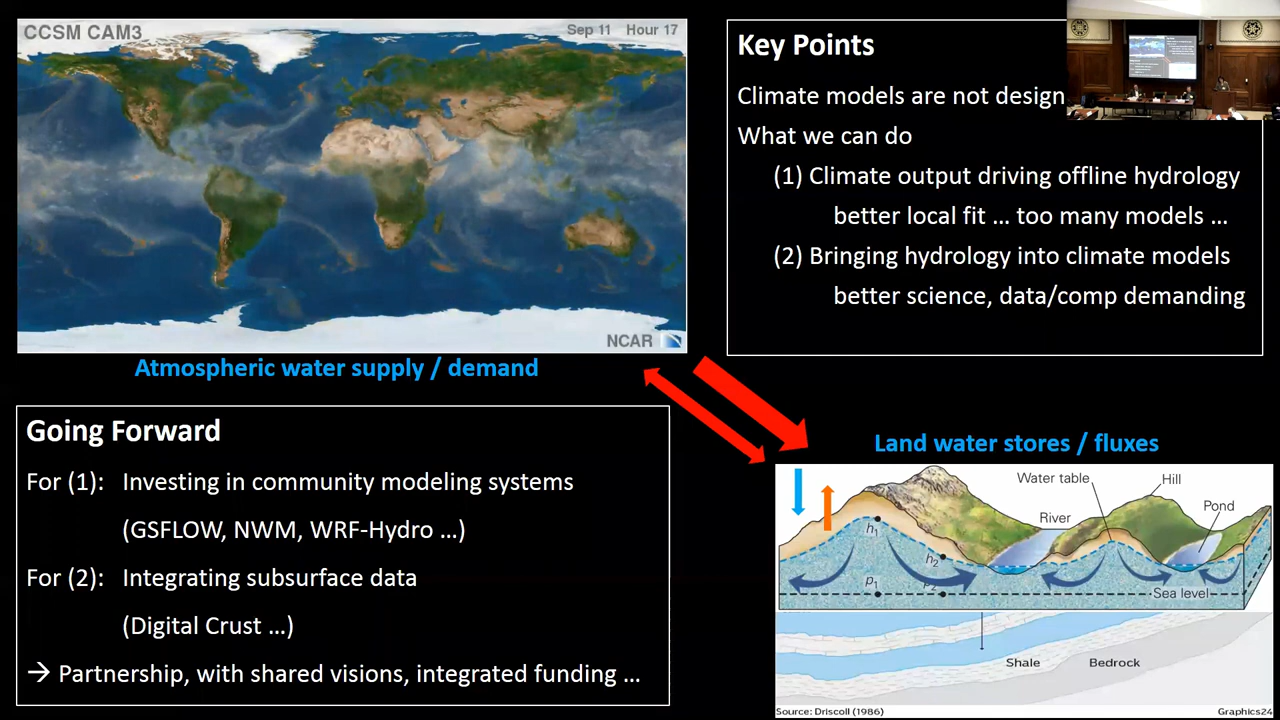 CCSM CAM3
Sep 11 Hour 17
NCAR
Atmospheric water supply / demand
Key Points
Climate models are not design
What we can do
(1) Climate output driving offline hydrology
better local fit ... too many models ...
(2) Bringing hydrology into climate models
better science, data/comp demanding
Going Forward
For (1): Investing in community modeling systems
(GSFLOW, NWM, WRF-Hydro ...)
For (2): Integrating subsurface data
(Digital Crust ...)
→ Partnership, with shared visions, integrated funding ...
Land water stores / fluxes
Water table
Hill
Pond
River
h1
h2
p1
Sea level
Shale
Bedrock
Source: Driscoll (1986)
Graphics24